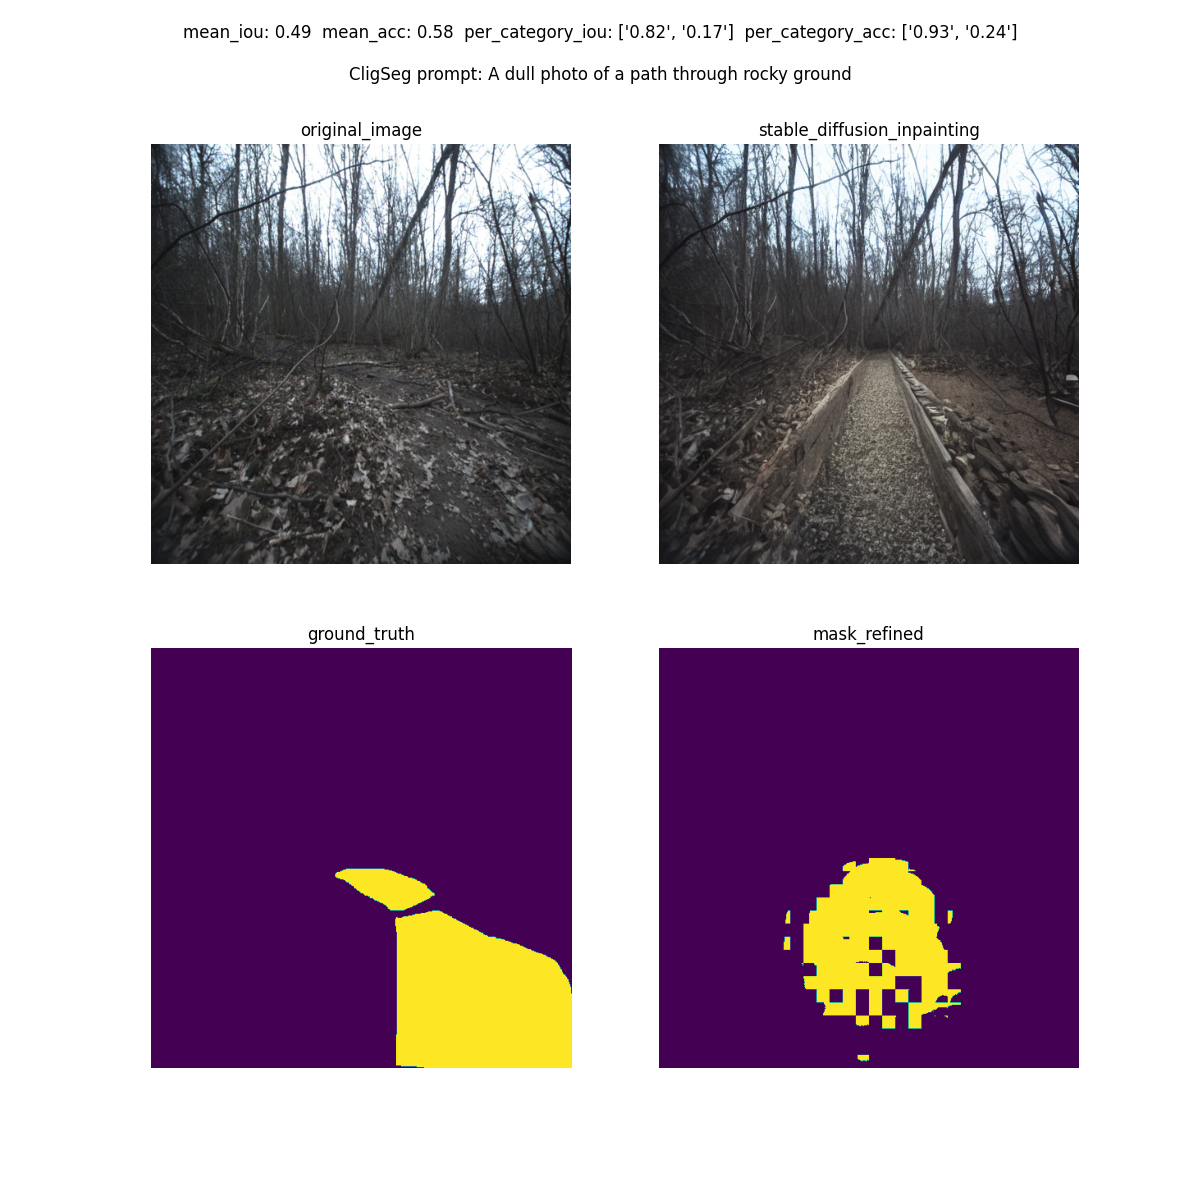 mean_iou: 0.49  mean_acc: 0.58  per_category_iou: ['0.82', '0.17']  per_category_acc: ['0.93', '0.24']
CligSeg prompt: A dull photo of a path through rocky ground
original_image
stable_diffusion_inpainting
ground_truth
mask_refined